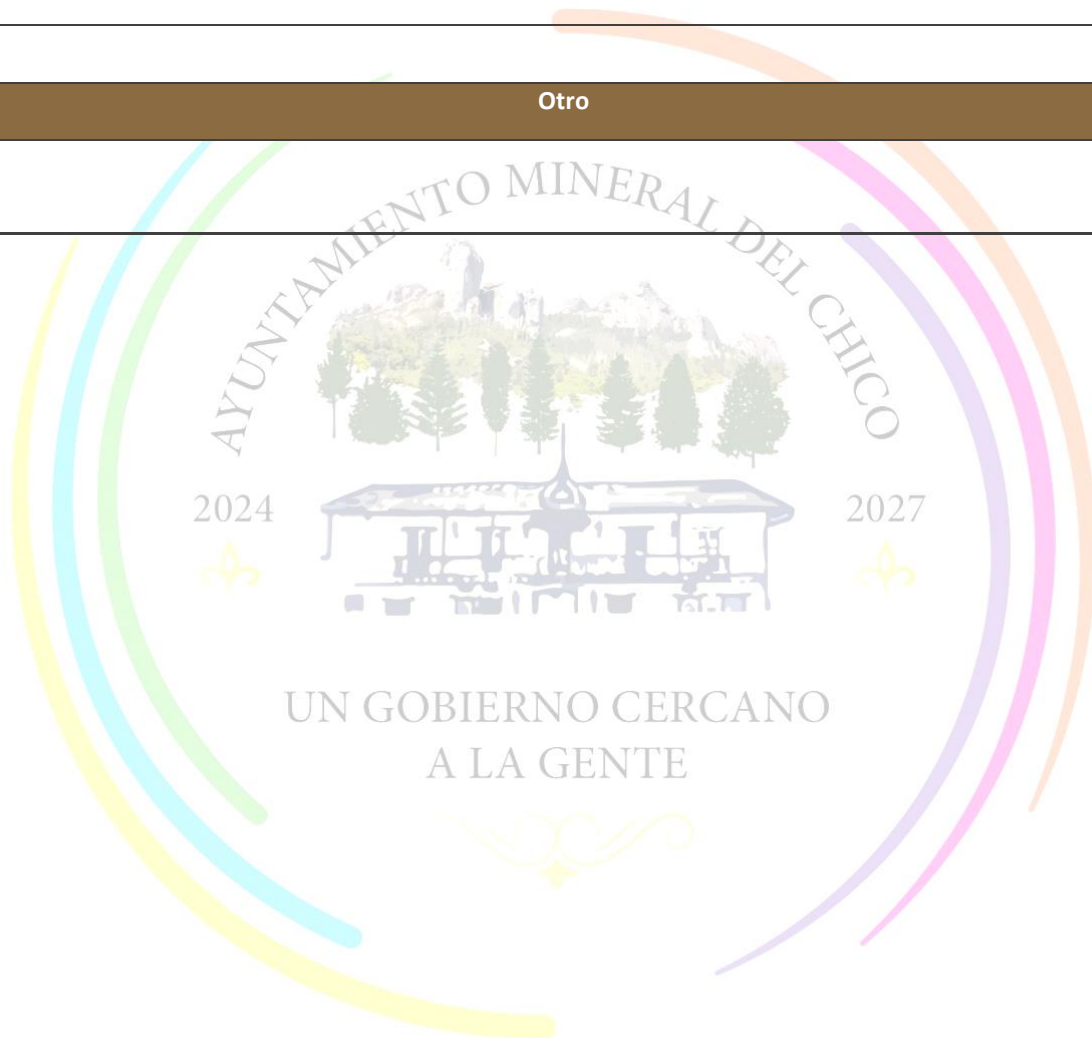 Otro
AYUNTAMIENTO MINERAL DEL CHICO
2024
2027
UN GOBIERNO CERCANO
A LA GENTE